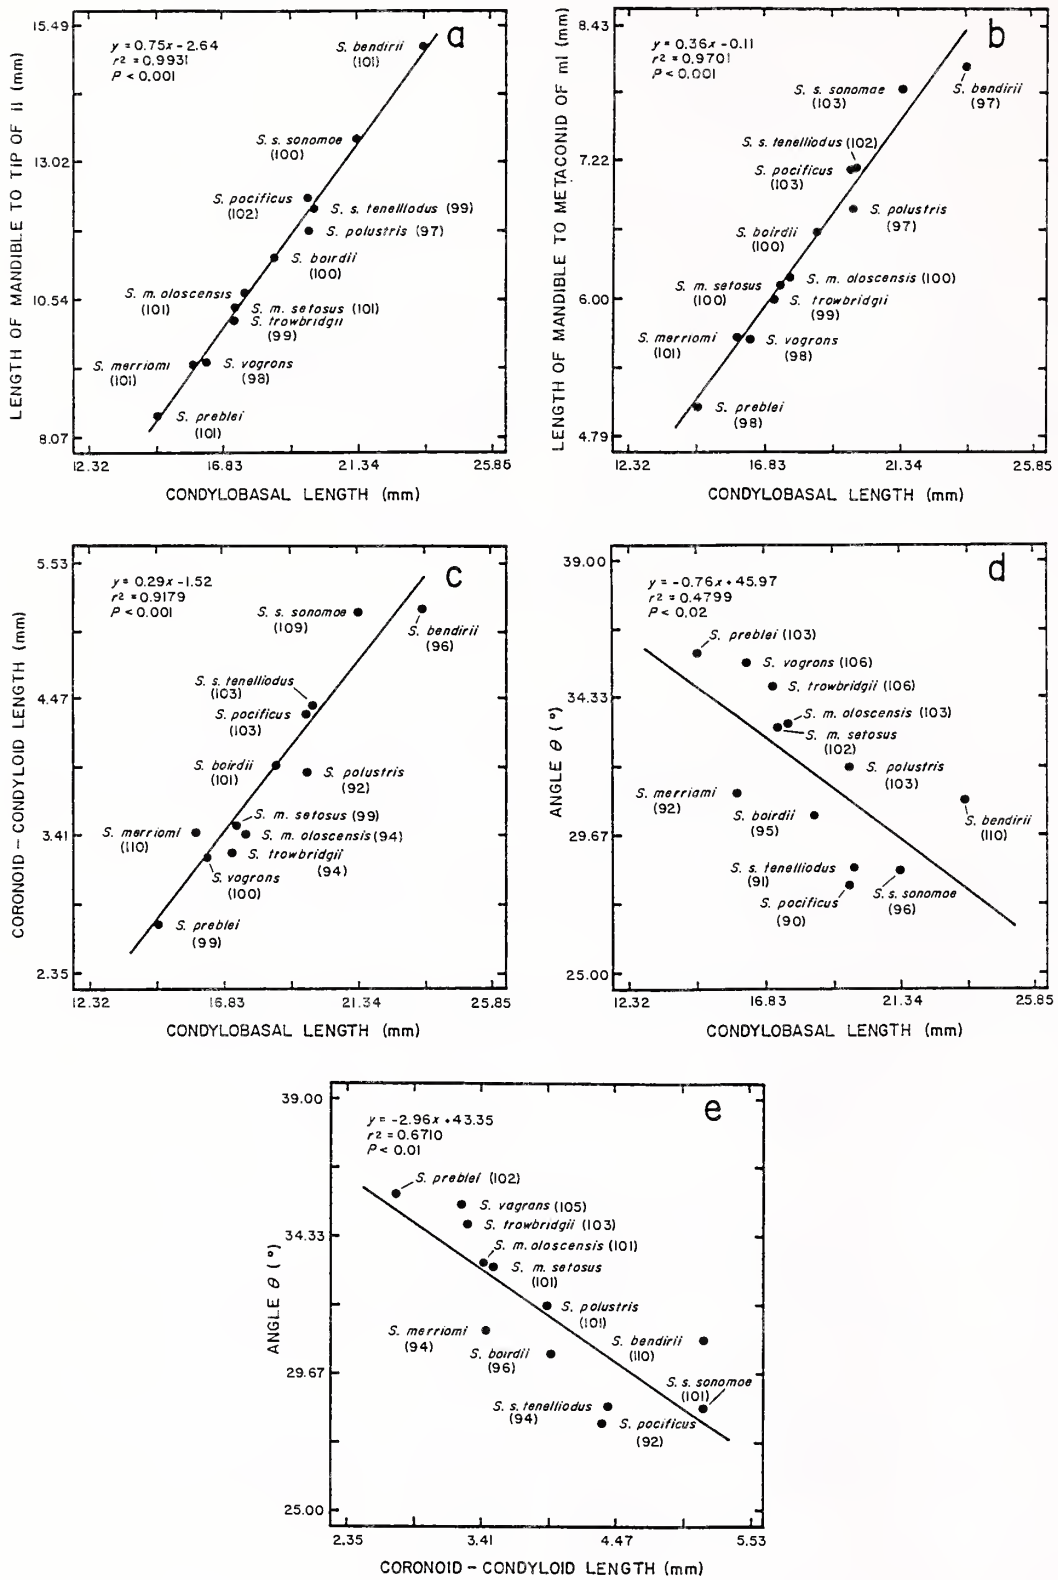 a
y = 0.75x - 2.64
r2 = 0.9931
P < 0.001
LENGTH OF MANDIBLE TO TIP OF i1 (mm)
15.49
13.02
10.54
8.07
S. bendirii
(101)
S. s. sonomae
(100)
S. pacificus
(102)
S. s. tenelliodus (99)
S. palustris (97)
S. bairdii
(100)
S. m. alascensis
(101)
S. m. setosus (101)
S. trowbridgii
(99)
S. merriami
(101)
S. vagrans
(98)
S. preblei
(101)
12.32 16.83 21.34 25.85
CONDYLOBASAL LENGTH (mm)
b
y = 0.36x - 0.11
r2 = 0.9701
P < 0.001
LENGTH OF MANDIBLE TO METACONID OF m1 (mm)
8.43
7.22
6.00
4.79
S. s. sonomae
(103)
S. bendirii
(97)
S. s. tenelliodus (102)
S. pacificus
(103)
S. palustris
(97)
S. bairdii
(100)
S. m. alascensis (100)
S. m. setosus
(100)
S. trowbridgii
(99)
S. merriami
(101)
S. vagrans
(98)
S. preblei
(98)
12.32 16.83 21.34 25.85
CONDYLOBASAL LENGTH (mm)
c
y = 0.29x - 1.52
r2 = 0.9179
P < 0.001
CORONOID - CONDYLOID LENGTH (mm)
5.53
4.47
3.41
2.35
S. s. sonomae
(109)
S. bendirii
(96)
S. s. tenelliodus
(103)
S. pacificus
(103)
S. bairdii
(101)
S. palustris
(92)
S. m. setosus (99)
S. merriami
(110)
S. m. alascensis (94)
S. trowbridgii
(94)
S. vagrans
(100)
S. preblei
(99)
12.32 16.83 21.34 25.85
CONDYLOBASAL LENGTH (mm)
d
y = -0.76x + 45.97
r2 = 0.4799
P < 0.02
ANGLE θ (°)
39.00
34.33
29.67
25.00
S. preblei (103)
S. vagrans (106)
S. trowbridgii (106)
S. m. alascensis (103)
S. m. setosus
(102)
S. palustris
(103)
S. merriami
(92)
S. bairdii
(95)
S. bendirii
(110)
S. s. tenelliodus
(91)
S. pacificus
(90)
S. s. sonomae
(96)
12.32 16.83 21.34 25.85
CONDYLOBASAL LENGTH (mm)
e
y = -2.96x + 43.35
r2 = 0.6710
P < 0.01
ANGLE θ (°)
39.00
34.33
29.67
25.00
S. preblei (102)
S. vagrans (105)
S. trowbridgii (103)
S. m. alascensis (101)
S. m. setosus
(101)
S. palustris
(101)
S. merriami
(94)
S. bairdii
(96)
S. bendirii
(110)
S. s. sonomae
(101)
S. s. tenelliodus
(94)
S. pacificus
(92)
2.35 3.41 4.47 5.53
CORONOID - CONDYLOID LENGTH (mm)